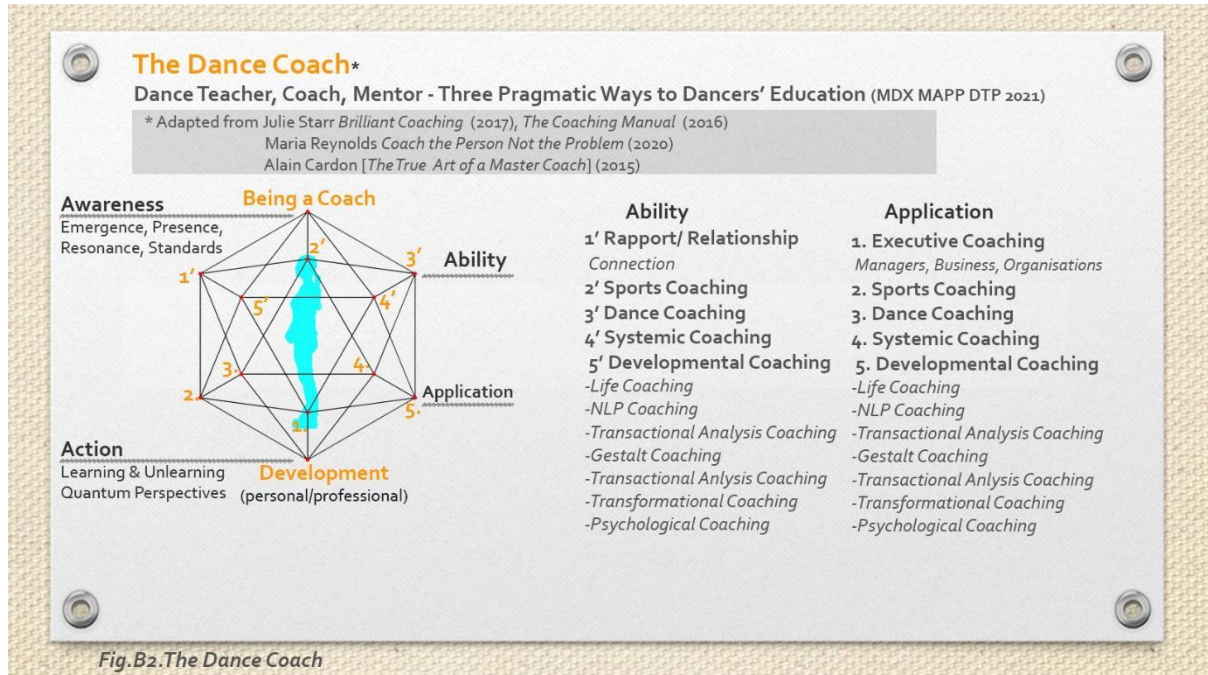 The Dance Coach*
Dance Teacher, Coach, Mentor - Three Pragmatic Ways to Dancers' Education (MDX MAPP DTP 2021)
* Adapted from Julie Starr Brilliant Coaching (2017), The Coaching Manual (2016)
Maria Reynolds Coach the Person Not the Problem (2020)
Alain Cardon [The True Art of a Master Coach] (2015)
Awareness
Emergence, Presence,
Resonance, Standards
Being a Coach
2'
1'
3'
5'
4'
Ability
3.
4.
2.
5.
1.
Application
Action
Learning & Unlearning
Quantum Perspectives
Development
(personal/professional)
Ability
1' Rapport/ Relationship
Connection
2' Sports Coaching
3' Dance Coaching
4' Systemic Coaching
5' Developmental Coaching
-Life Coaching
-NLP Coaching
-Transactional Analysis Coaching
-Gestalt Coaching
-Transactional Anlysis Coaching
-Transformational Coaching
-Psychological Coaching
Application
1. Executive Coaching
Managers, Business, Organisations
2. Sports Coaching
3. Dance Coaching
4. Systemic Coaching
5. Developmental Coaching
-Life Coaching
-NLP Coaching
-Transactional Analysis Coaching
-Gestalt Coaching
-Transactional Anlysis Coaching
-Transformational Coaching
-Psychological Coaching
Fig.B2.The Dance Coach